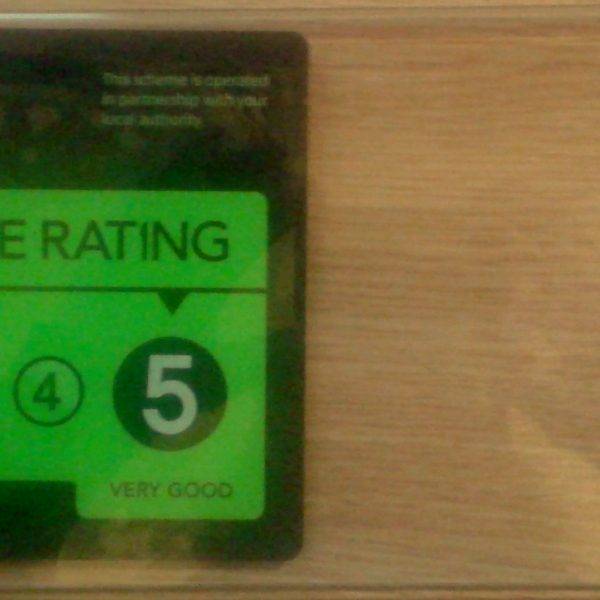 This scheme is operated
in partnership with your
local authority
E RATING
4 5
VERY GOOD